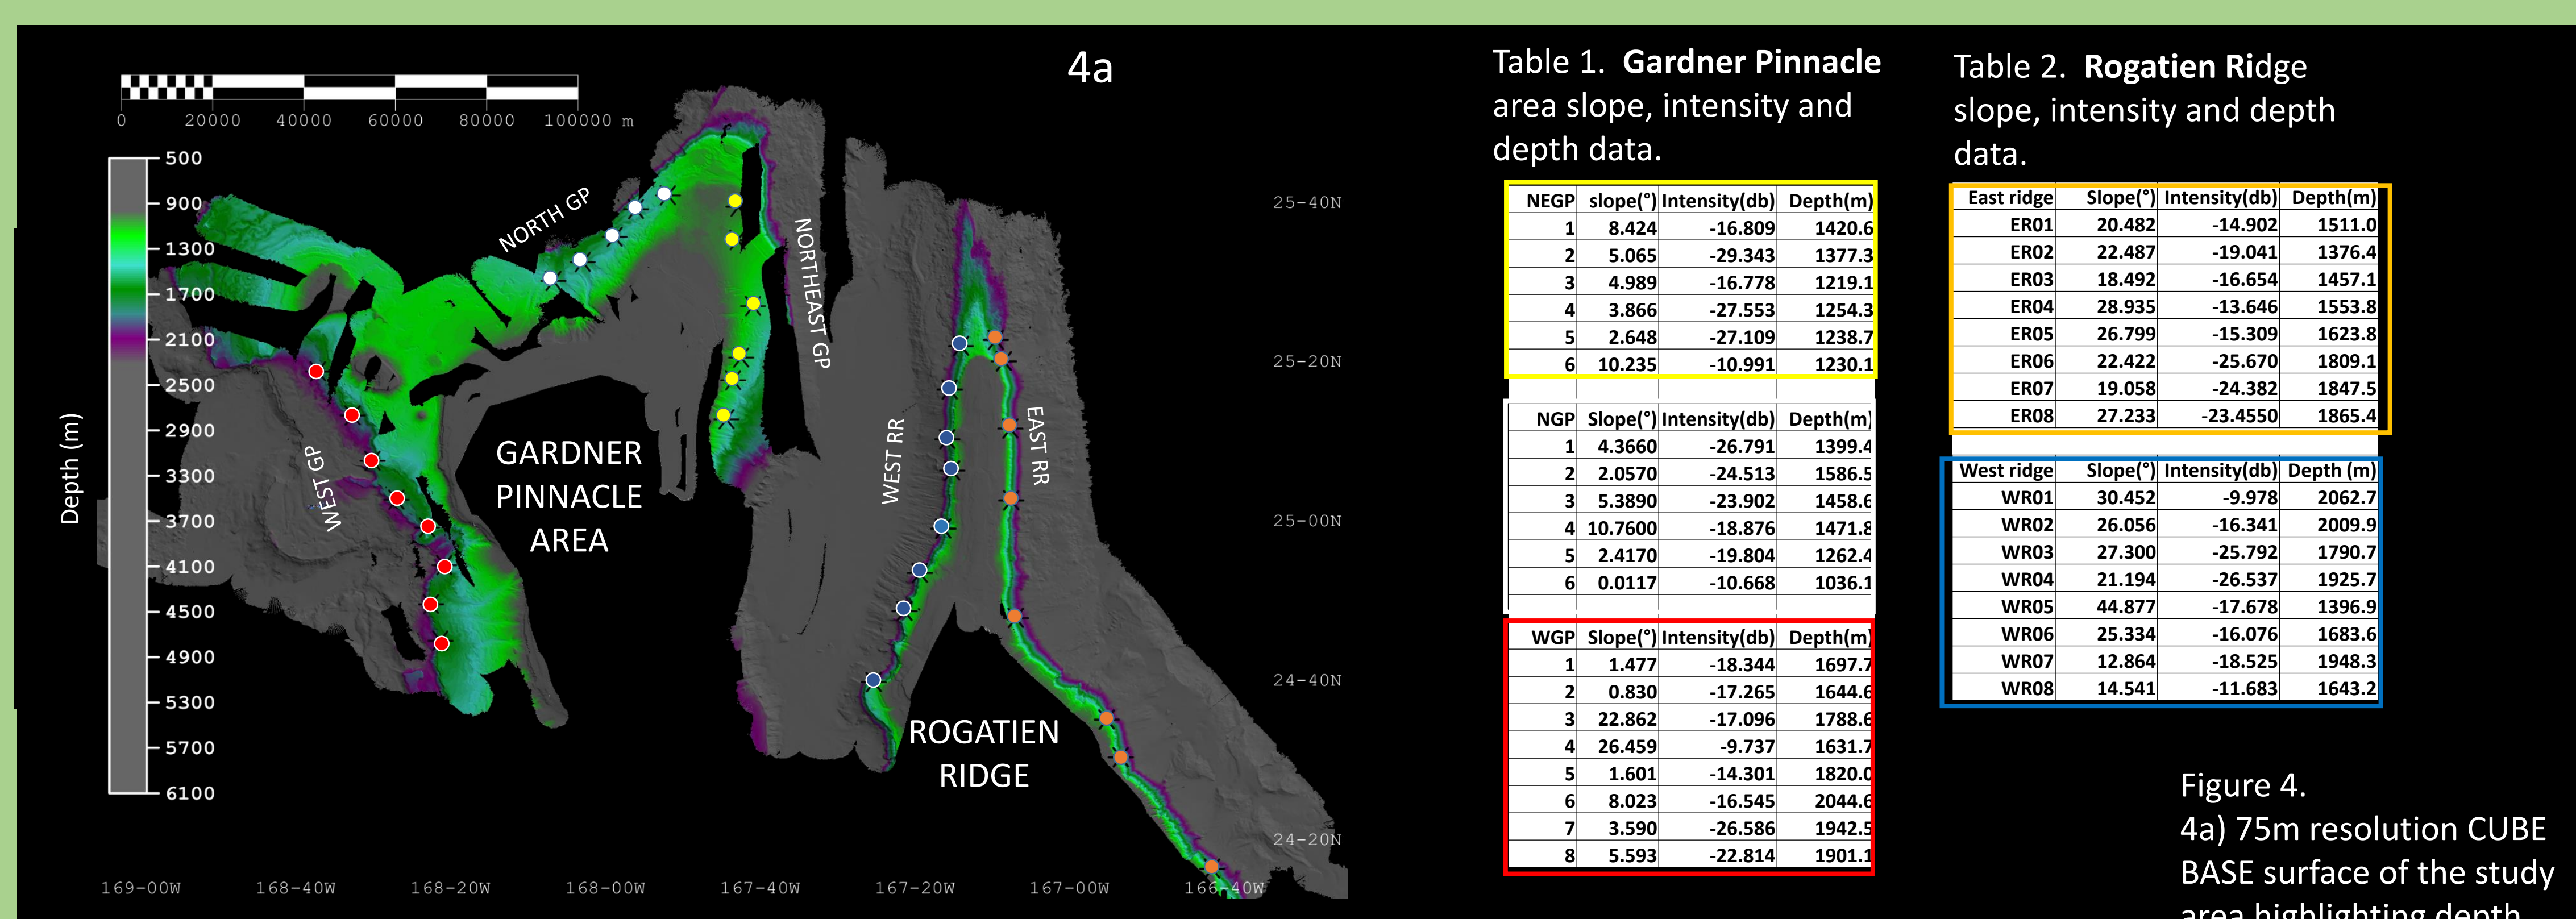 4a
0 20000 40000 60000 80000 100000 m
500
900
1300
1700
2100
2500
2900
3300
3700
4100
4500
4900
5300
5700
6100
Depth (m)
NORTH GP
NORTHEAST GP
WEST GP
GARDNER
PINNACLE
AREA
WEST RR
EAST RR
ROGATIEN
RIDGE
25-40N
25-20N
25-00N
24-40N
24-20N
169-00W 168-40W 168-20W 168-00W 167-40W 167-20W 167-00W 166-40W
Table 1. Gardner Pinnacle
area slope, intensity and
depth data.
NEGP slope(°) Intensity(db) Depth(m)
1 8.424 -16.809 1420.6
2 5.065 -29.343 1377.3
3 4.989 -16.778 1219.1
4 3.866 -27.553 1254.3
5 2.648 -27.109 1238.7
6 10.235 -10.991 1230.1
NGP Slope(°) Intensity(db) Depth(m)
1 4.3660 -26.791 1399.4
2 2.0570 -24.513 1586.5
3 5.3890 -23.902 1458.6
4 10.7600 -18.876 1471.8
5 2.4170 -19.804 1262.4
6 0.0117 -10.668 1036.1
WGP Slope(°) Intensity(db) Depth(m)
1 1.477 -18.344 1697.7
2 0.830 -17.265 1644.6
3 22.862 -17.096 1788.6
4 26.459 -9.737 1631.7
5 1.601 -14.301 1820.0
6 8.023 -16.545 2044.6
7 3.590 -26.586 1942.5
8 5.593 -22.814 1901.1
Table 2. Rogatien Ridge
slope, intensity and depth
data.
East ridge Slope(°) Intensity(db) Depth(m)
ER01 20.482 -14.902 1511.0
ER02 22.487 -19.041 1376.4
ER03 18.492 -16.654 1457.1
ER04 28.935 -13.646 1553.8
ER05 26.799 -15.309 1623.8
ER06 22.422 -25.670 1809.1
ER07 19.058 -24.382 1847.5
ER08 27.233 -23.4550 1865.4
West ridge Slope(°) Intensity(db) Depth (m)
WR01 30.452 -9.978 2062.7
WR02 26.056 -16.341 2009.9
WR03 27.300 -25.792 1790.7
WR04 21.194 -26.537 1925.7
WR05 44.877 -17.678 1396.9
WR06 25.334 -16.076 1683.6
WR07 12.864 -18.525 1948.3
WR08 14.541 -11.683 1643.2
Figure 4.
4a) 75m resolution CUBE
BASE surface of the study
area highlighting depth